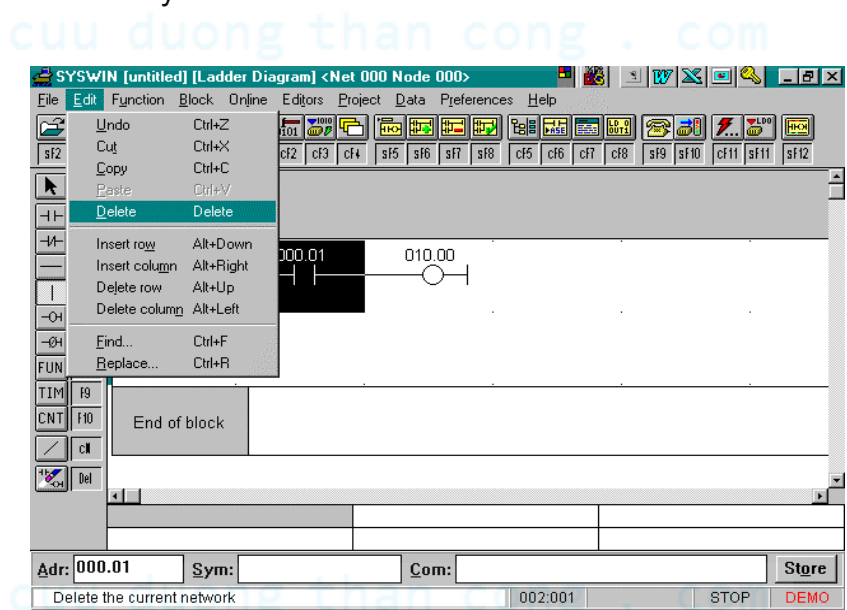 cuu duong than cong . com
SYSWIN [untitled] [Ladder Diagram] <Net 000 Node 000>
File Edit Function Block Online Editors Project Data Preferences Help
Undo Ctrl+Z
Cut Ctrl+X
sf2 cf2 cf3 cf4 sf5 sf6 sf7 sf8 cf5 cf6 cf7 cf8 sf9 sf10 cf11 sf11 sf12
Copy Ctrl+C
Paste Ctrl+V
Delete Delete
Insert row Alt+Down
000.01 010.00
Insert column Alt+Right
Delete row Alt+Up
Delete column Alt+Left
Find... Ctrl+F
Replace... Ctrl+R
FUN
TIM F9
CNT F10
End of block
Del
Adr: 000.01 Sym: Com: Store
Delete the current network 002:001 STOP DEMO
cuu duong than cong . com